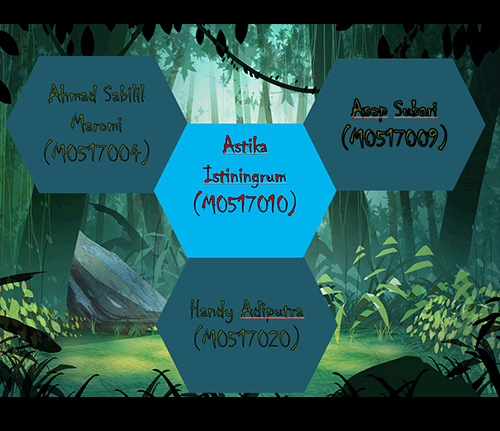 Ahmad Sabilil
Maromi
(M0517004)
Asep Subari
(M0517009)
Astika
Istiningrum
(M0517010)
Handy Adiputra
(M0517020)